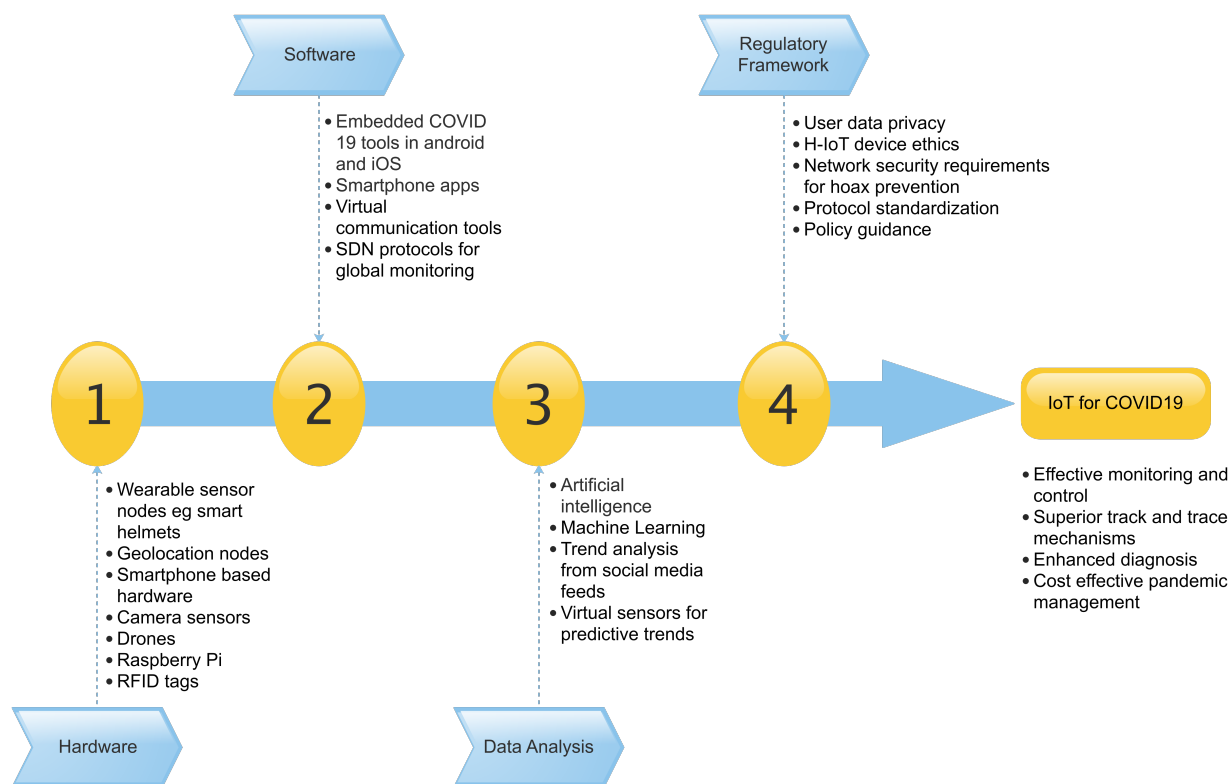 Software
• Embedded COVID
19 tools in android
and iOS
• Smartphone apps
• Virtual
communication tools
• SDN protocols for
global monitoring
Regulatory
Framework
• User data privacy
• H-IoT device ethics
• Network security requirements
for hoax prevention
• Protocol standardization
• Policy guidance
1
2
3
4
IoT for COVID19
• Wearable sensor
nodes eg smart
helmets
• Geolocation nodes
• Smartphone based
hardware
• Camera sensors
• Drones
• Raspberry Pi
• RFID tags
Hardware
• Artificial
intelligence
• Machine Learning
• Trend analysis
from social media
feeds
• Virtual sensors for
predictive trends
Data Analysis
• Effective monitoring and
control
• Superior track and trace
mechanisms
• Enhanced diagnosis
• Cost effective pandemic
management